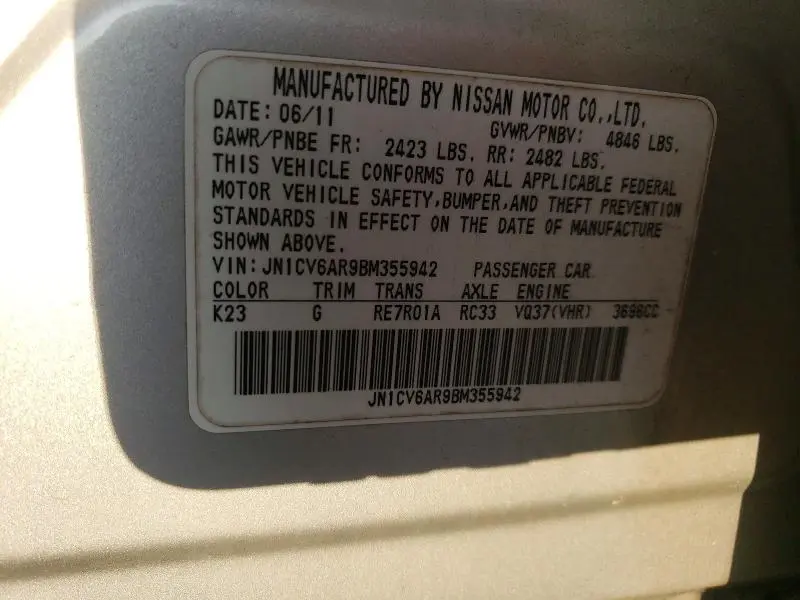 MANUFACTURED BY NISSAN MOTOR CO.,LTD.
DATE: 06/11 GVWR/PNBV: 4846 LBS.
GAWR/PNBE FR: 2423 LBS. RR: 2482 LBS.
THIS VEHICLE CONFORMS TO ALL APPLICABLE FEDERAL
MOTOR VEHICLE SAFETY,BUMPER,AND THEFT PREVENTION
STANDARDS IN EFFECT ON THE DATE OF MANUFACTURE
SHOWN ABOVE.
VIN: JN1CV6AR9BM355942 PASSENGER CAR
COLOR TRIM TRANS AXLE ENGINE
K23 G RE7R01A RC33 VQ37(VHR) 3696CC
JN1CV6AR9BM355942